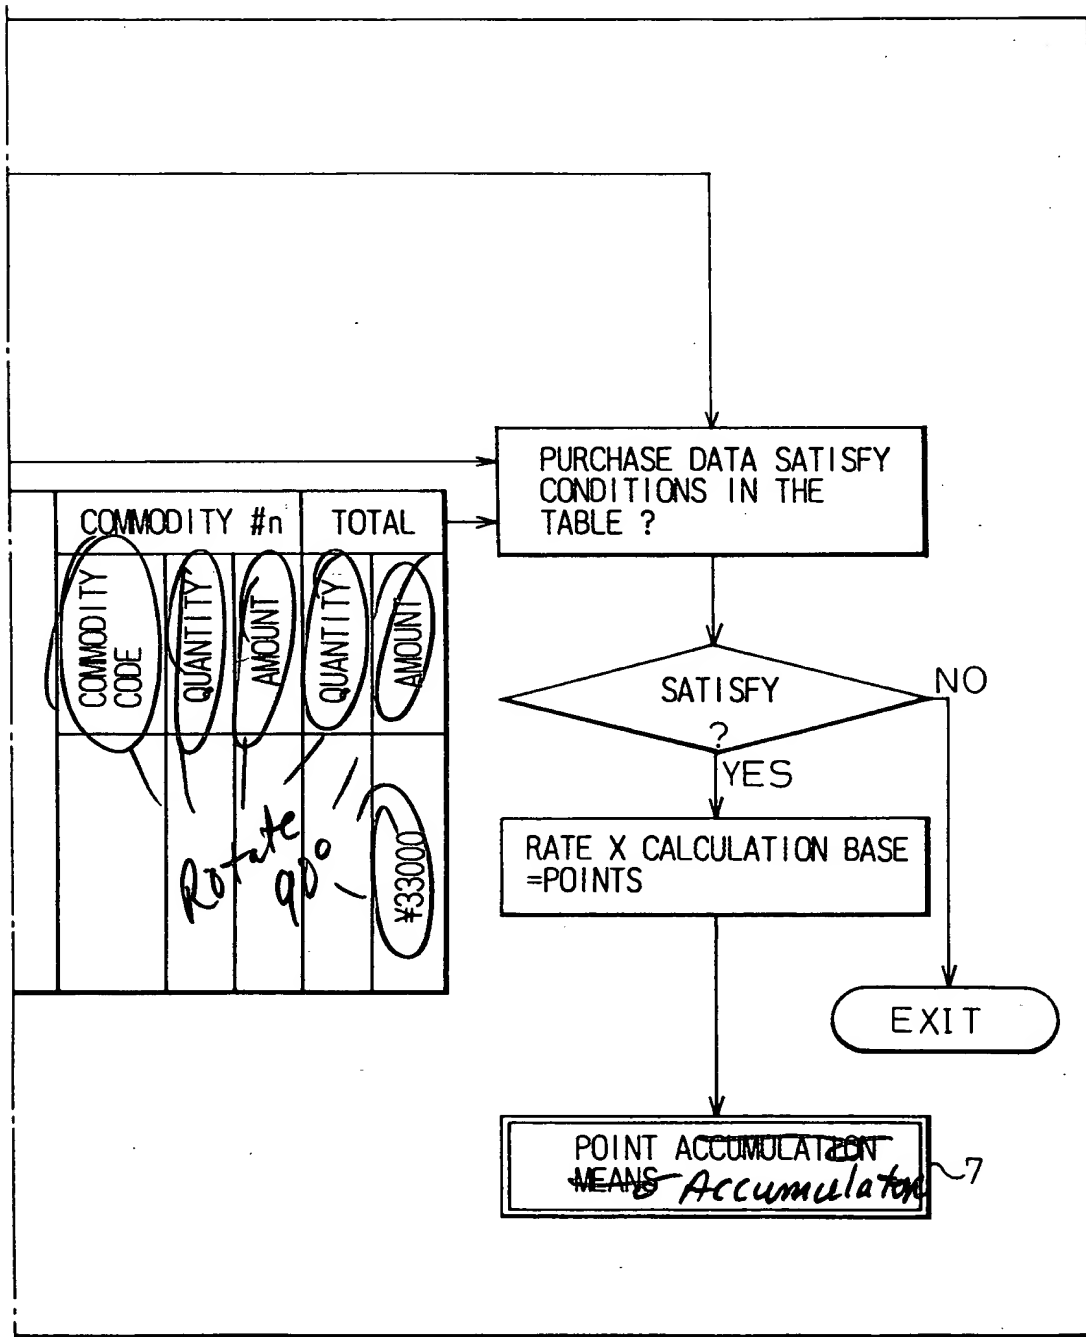 PURCHASE DATA SATISFY
CONDITIONS IN THE
TABLE ?
COMMODITY #n
TOTAL
COMMODITY
CODE
QUANTITY
AMOUNT
QUANTITY
AMOUNT
¥33000
Rotate
90°
SATISFY
?
NO
YES
RATE X CALCULATION BASE
=POINTS
EXIT
POINT ACCUMULATION
MEANS Accumulator
7